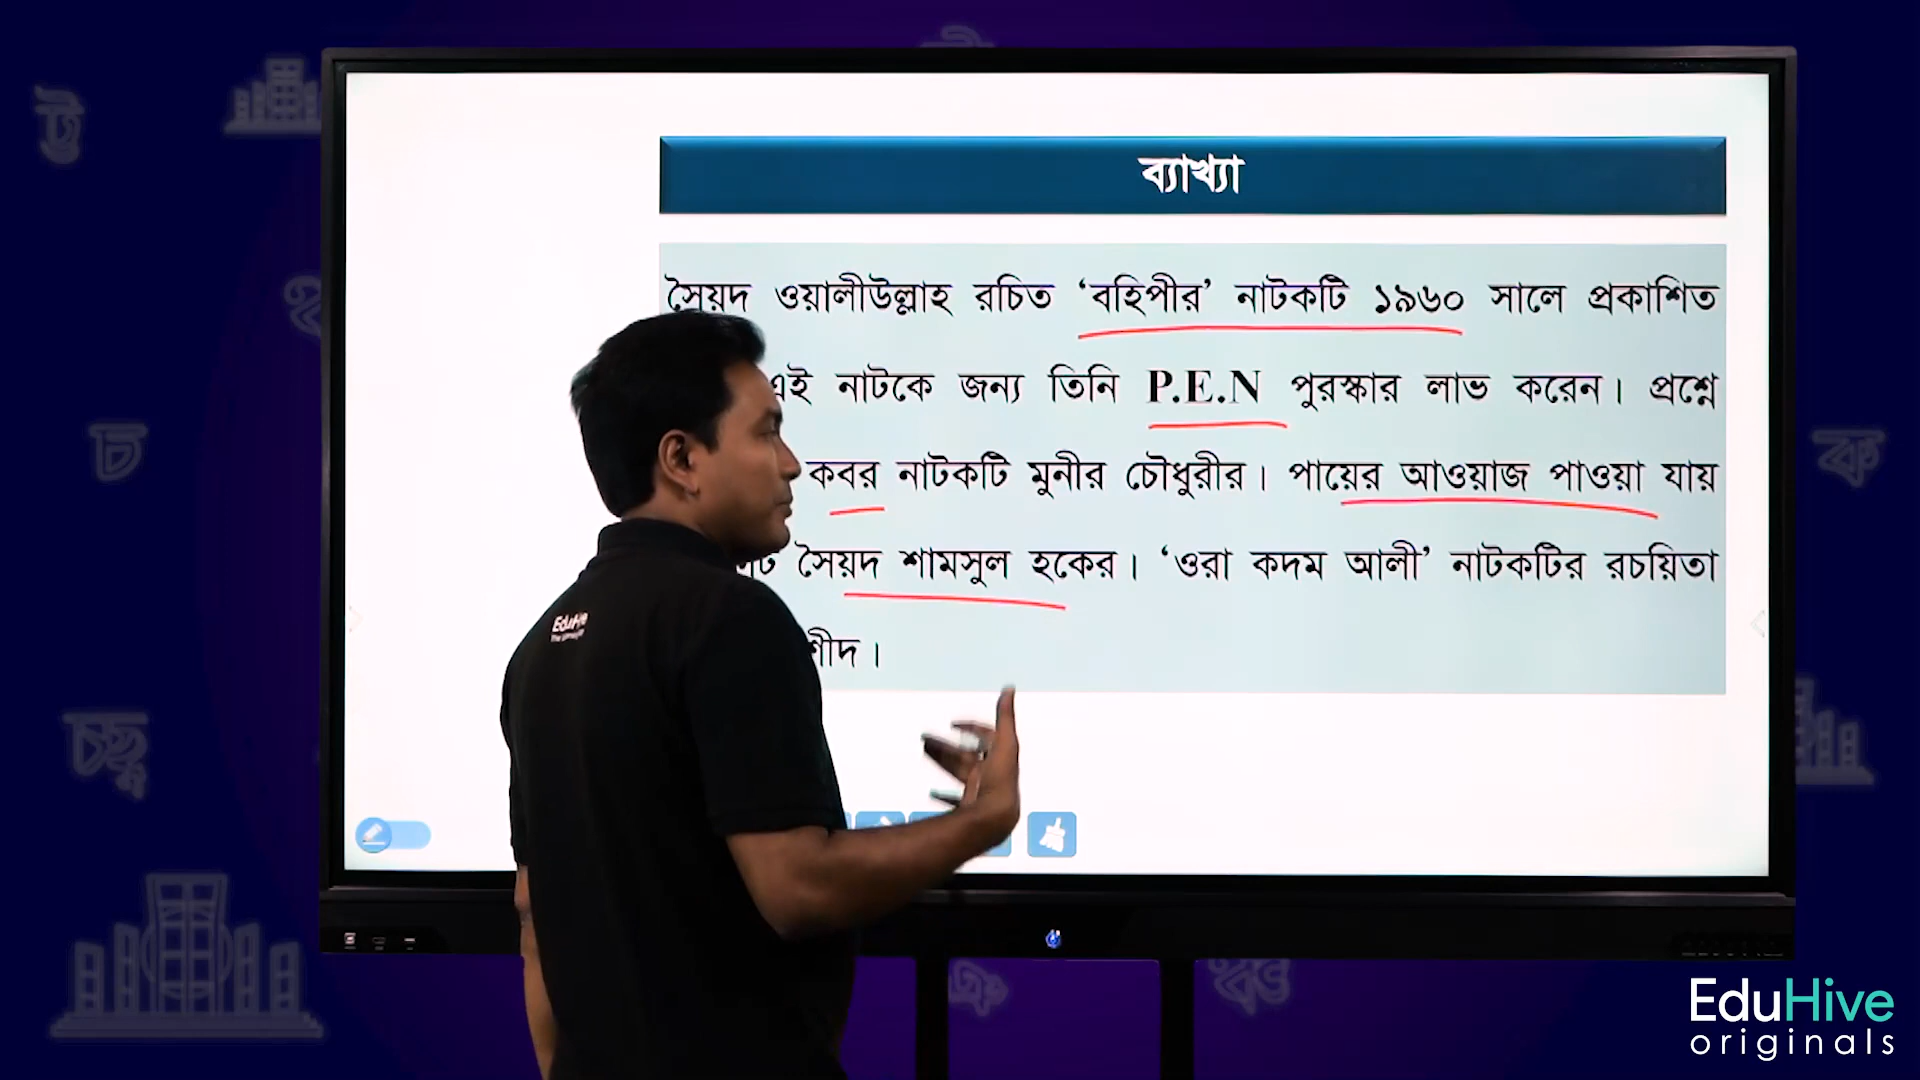 ব্যাখ্যা
সৈয়দ ওয়ালীউল্লাহ রচিত ‘বহিপীর’ নাটকটি ১৯৬০ সালে প্রকাশিত
এই নাটকে জন্য তিনি P.E.N পুরস্কার লাভ করেন। প্রশ্নে
কবর নাটকটি মুনীর চৌধুরীর। পায়ের আওয়াজ পাওয়া যায়
সৈয়দ শামসুল হকের। ‘ওরা কদম আলী’ নাটকটির রচয়িতা
EduHive
EduHive
originals